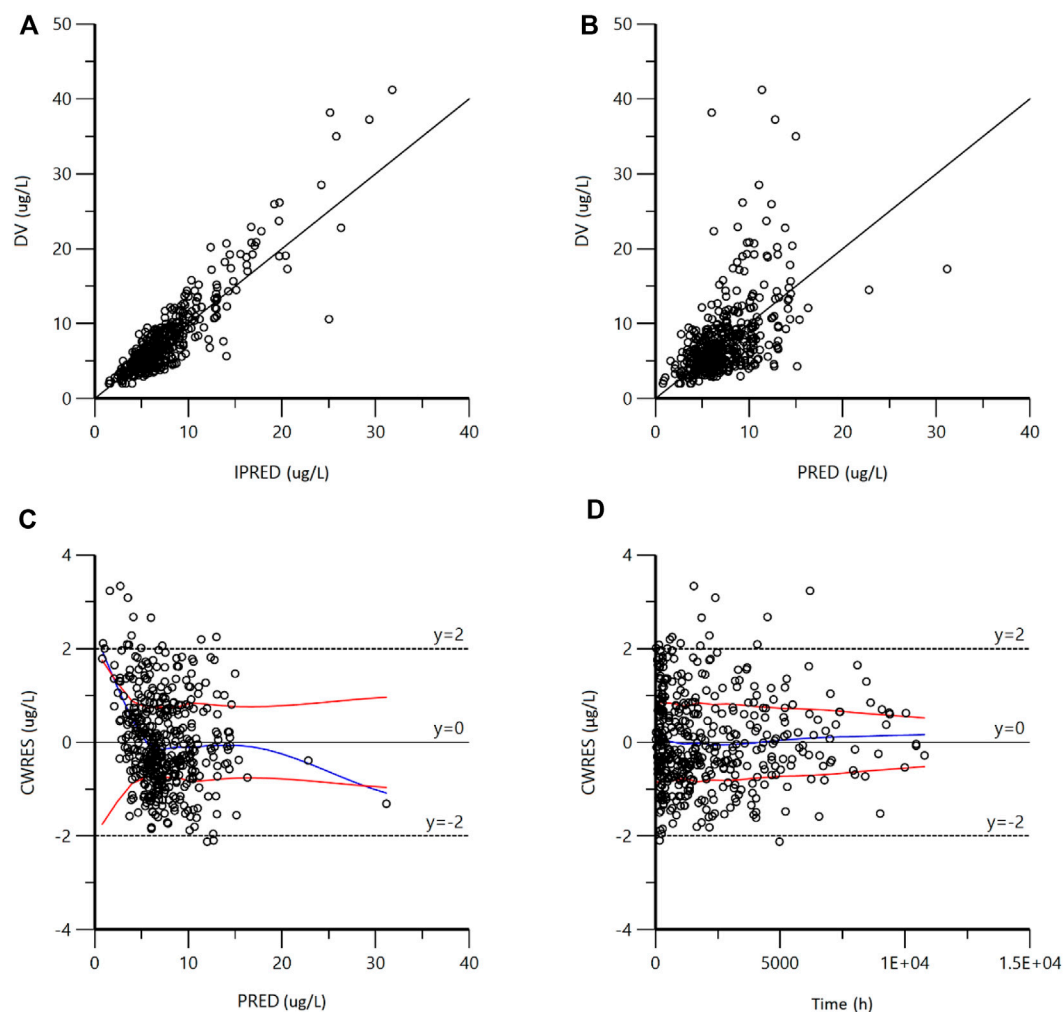 A
50
40
30
20
10
0
DV (ug/L)
0
10
20
30
40
IPRED (ug/L)
B
50
40
30
20
10
0
DV (ug/L)
0
10
20
30
40
PRED (ug/L)
C
4
2
0
-2
-4
CWRES (ug/L)
y=2
y=0
y=-2
0
10
20
30
40
PRED (ug/L)
D
4
2
0
-2
-4
CWRES (µg/L)
y=2
y=0
y=-2
0
5000
1E+04
1.5E+04
Time (h)